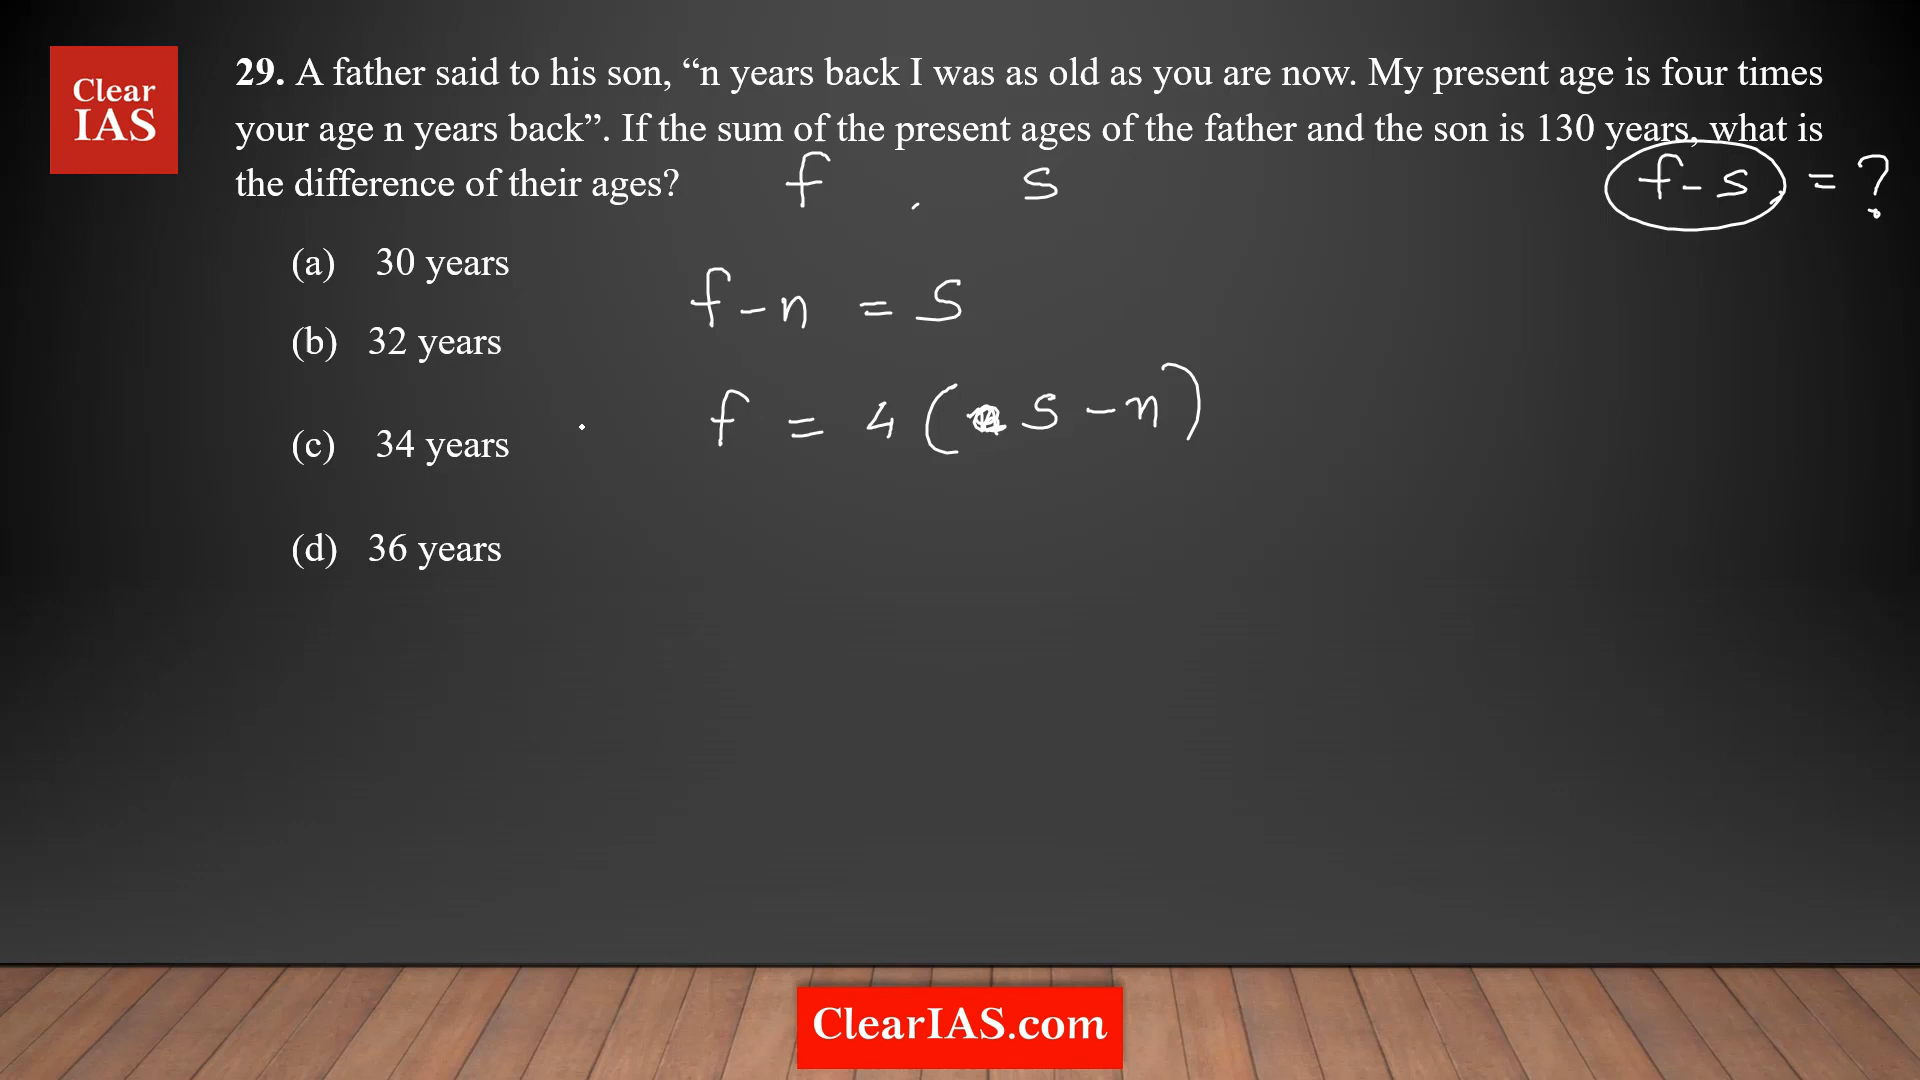 Clear
IAS
29. A father said to his son, “n years back I was as old as you are now. My present age is four times
your age n years back”. If the sum of the present ages of the father and the son is 130 years, what is
the difference of their ages?
f , s
f - s = ?
(a) 30 years
f - n = s
(b) 32 years
f = 4 ( s - n )
(c) 34 years
(d) 36 years
ClearIAS.com